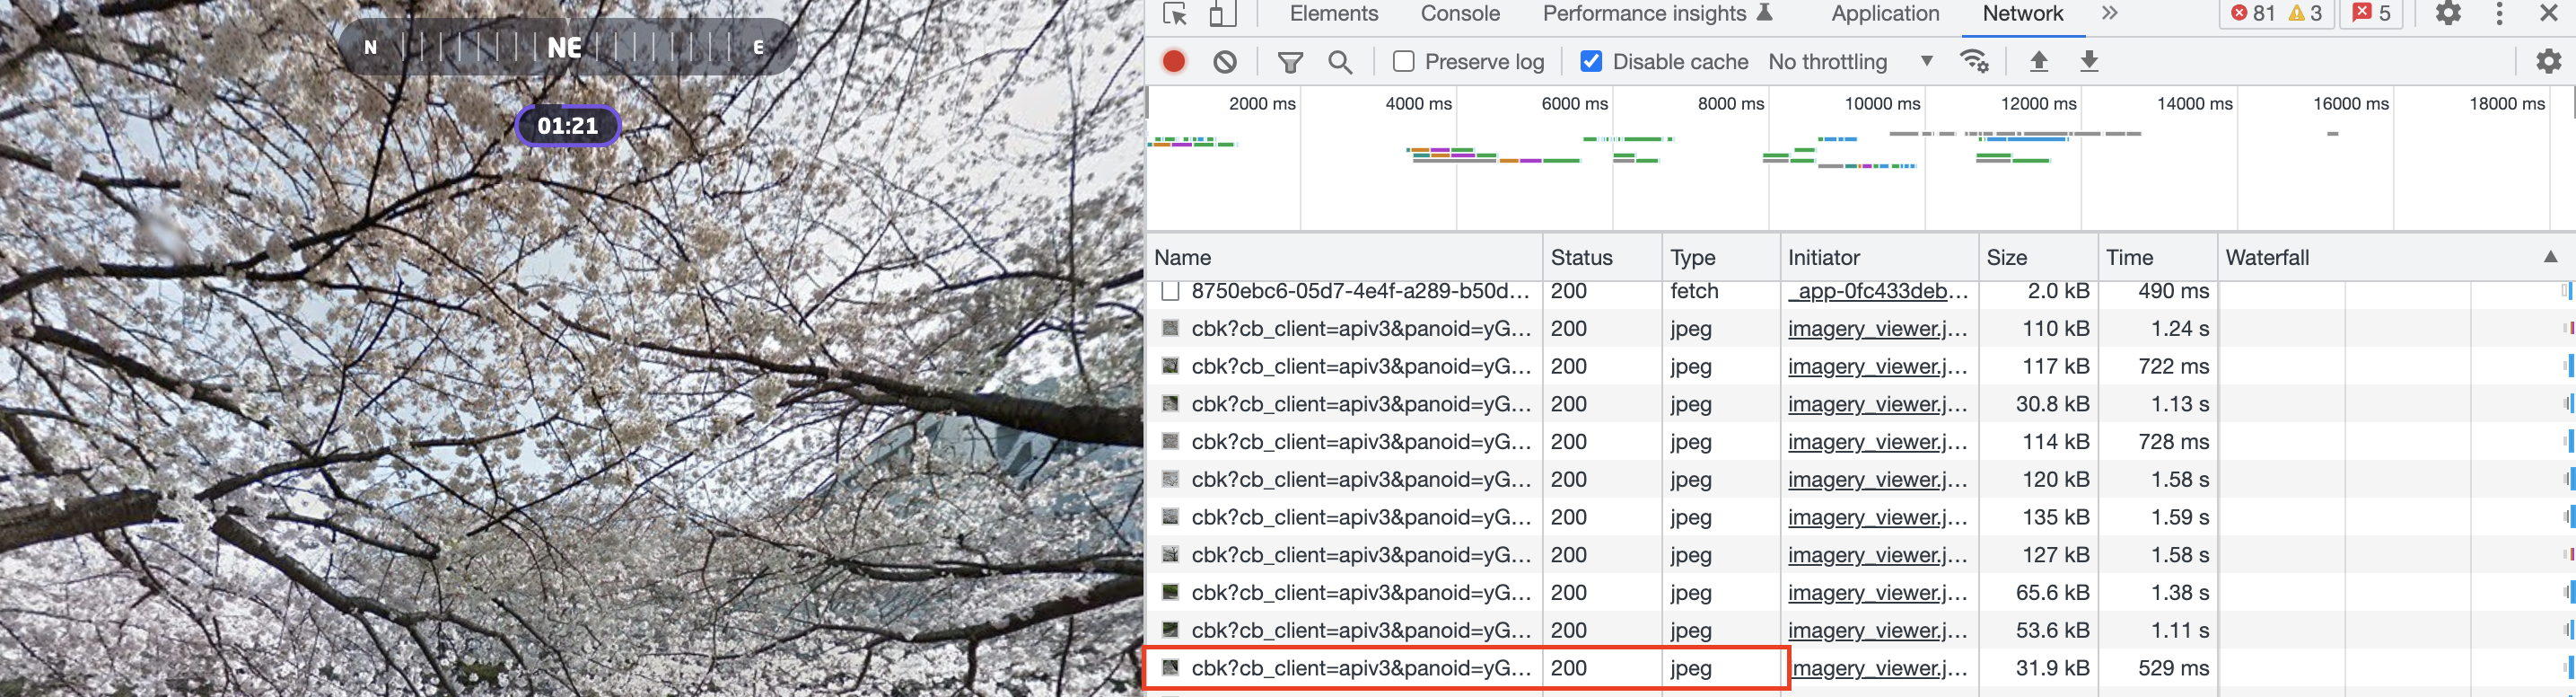 N NE E
01:21
Elements Console Performance insights Application Network 81 3 5
Preserve log Disable cache No throttling
2000 ms 4000 ms 6000 ms 8000 ms 10000 ms 12000 ms 14000 ms 16000 ms 18000 ms
Name Status Type Initiator Size Time Waterfall
8750ebc6-05d7-4e4f-a289-b50d... 200 fetch _app-0fc433deb... 2.0 kB 490 ms
cbk?cb_client=apiv3&panoid=yG... 200 jpeg imagery_viewer.j... 110 kB 1.24 s
cbk?cb_client=apiv3&panoid=yG... 200 jpeg imagery_viewer.j... 117 kB 722 ms
cbk?cb_client=apiv3&panoid=yG... 200 jpeg imagery_viewer.j... 30.8 kB 1.13 s
cbk?cb_client=apiv3&panoid=yG... 200 jpeg imagery_viewer.j... 114 kB 728 ms
cbk?cb_client=apiv3&panoid=yG... 200 jpeg imagery_viewer.j... 120 kB 1.58 s
cbk?cb_client=apiv3&panoid=yG... 200 jpeg imagery_viewer.j... 135 kB 1.59 s
cbk?cb_client=apiv3&panoid=yG... 200 jpeg imagery_viewer.j... 127 kB 1.58 s
cbk?cb_client=apiv3&panoid=yG... 200 jpeg imagery_viewer.j... 65.6 kB 1.38 s
cbk?cb_client=apiv3&panoid=yG... 200 jpeg imagery_viewer.j... 53.6 kB 1.11 s
cbk?cb_client=apiv3&panoid=yG... 200 jpeg imagery_viewer.j... 31.9 kB 529 ms